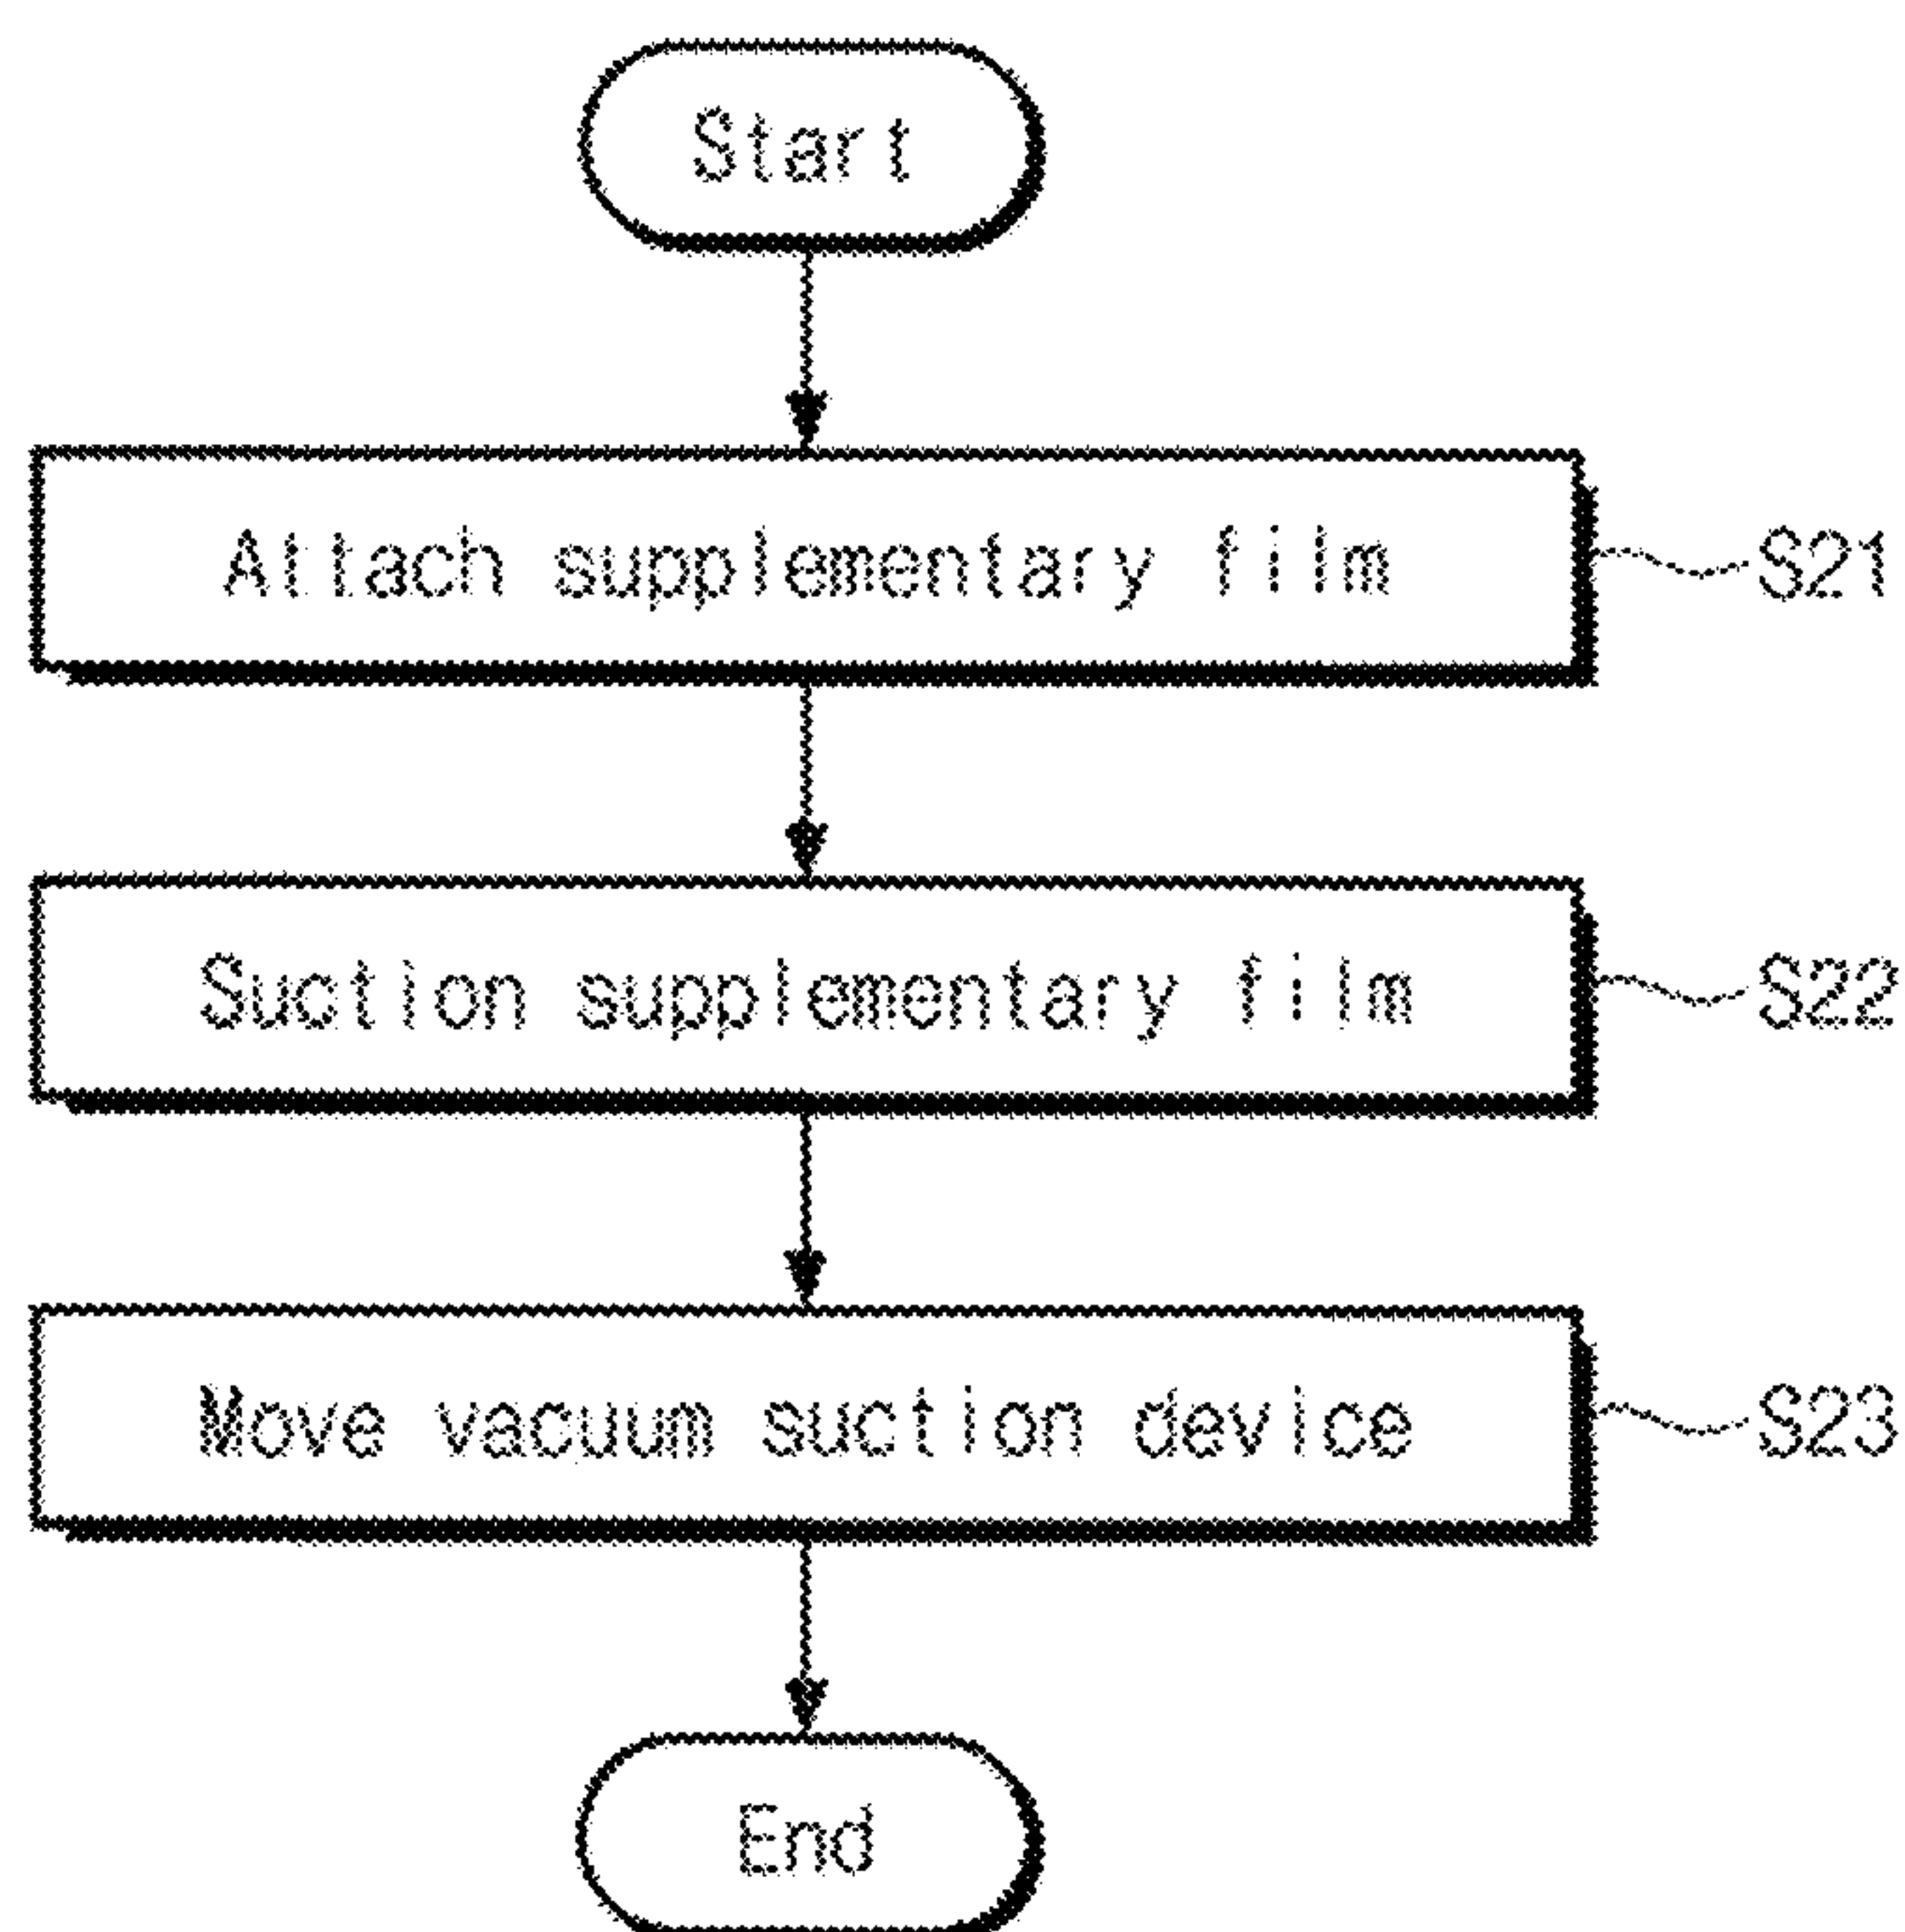 Start
Attach supplementary film
S21
Suction supplementary film
S22
Move vacuum suction device
S23
End